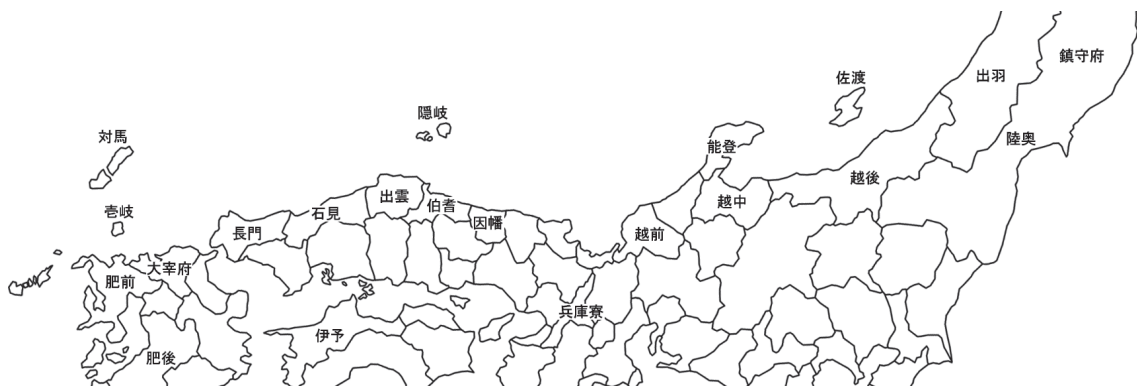 鎮守府
出羽
佐渡
隠岐
対馬
陸奥
能登
越後
出雲
越中
伯耆
壱岐
石見
因幡
長門
越前
大宰府
肥前
兵庫寮
伊予
肥後